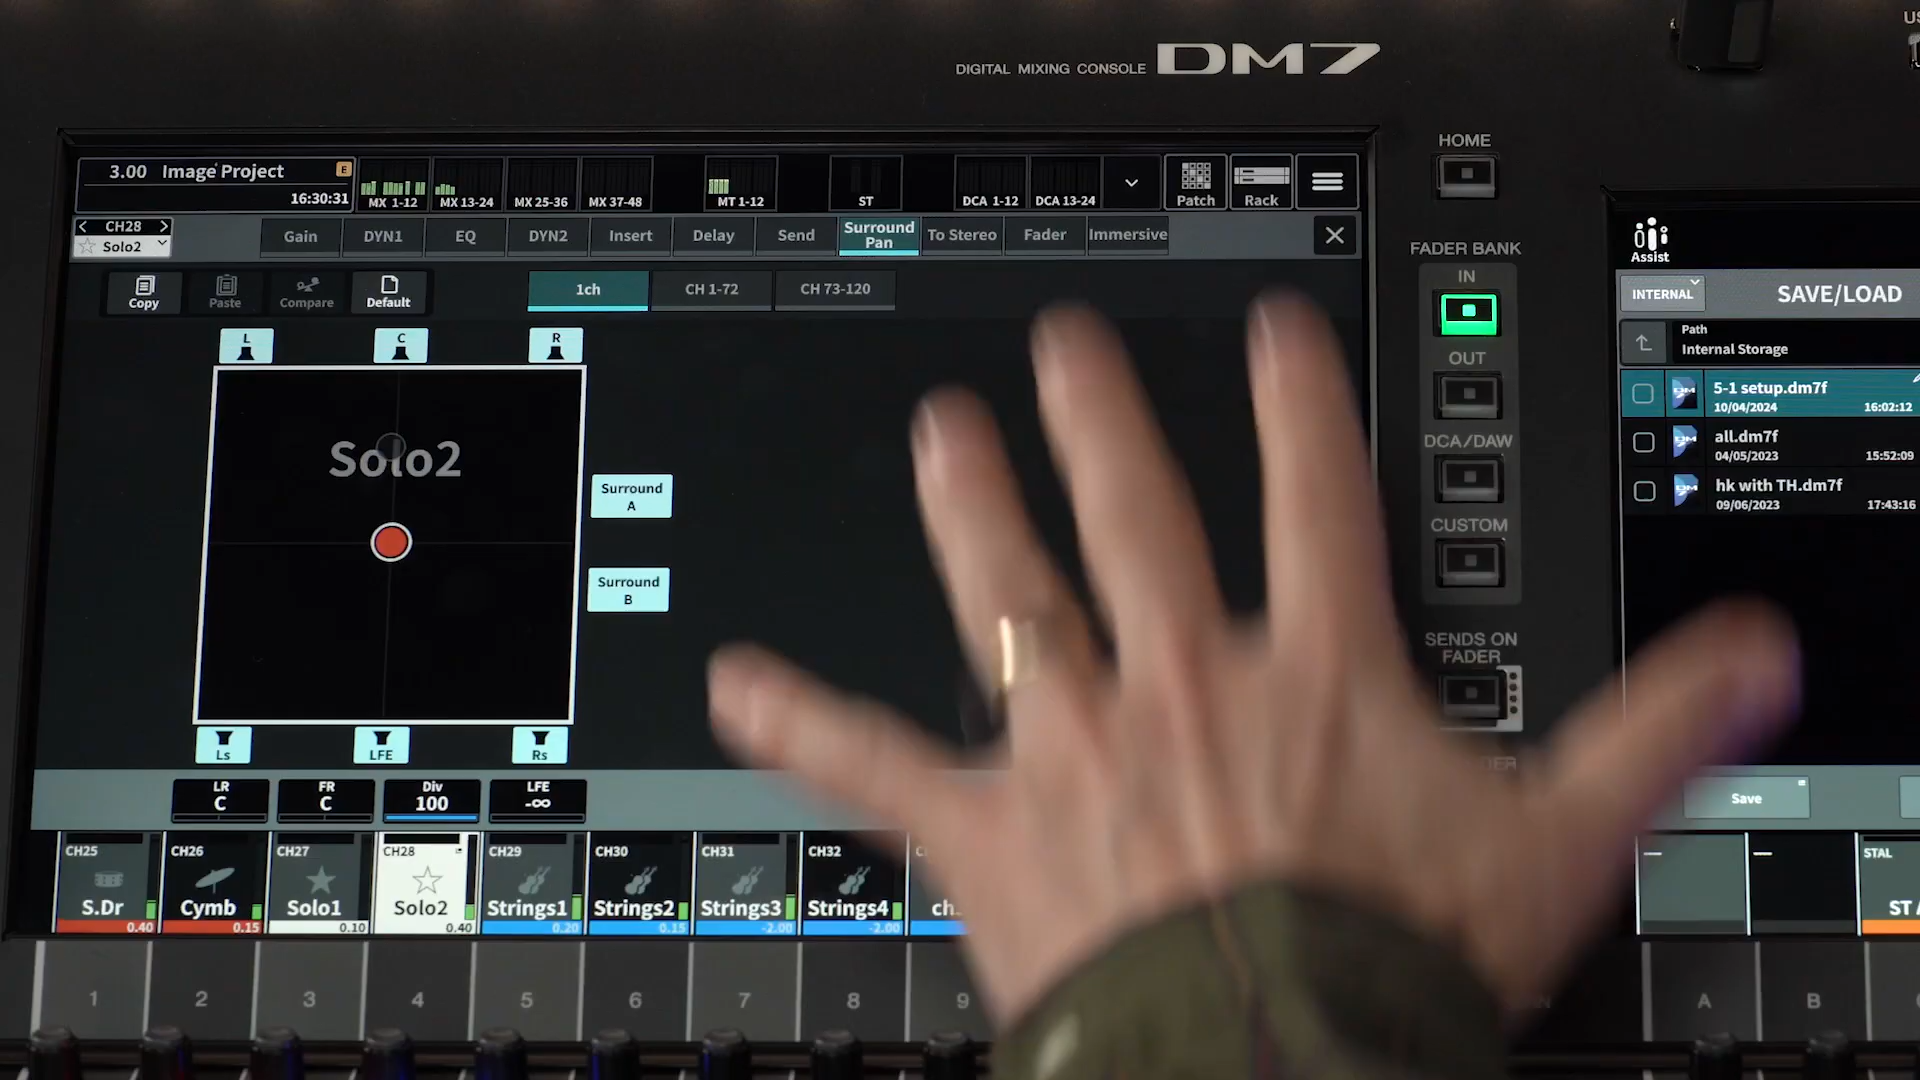 DIGITAL MIXING CONSOLE DM7
HOME
3.00 Image Project E
16:30:31
MX 1-12
MX 13-24
MX 25-36
MX 37-48
MT 1-12
ST
DCA 1-12
DCA 13-24
Patch
Rack
CH28
Solo2
Gain
DYN1
EQ
DYN2
Insert
Delay
Send
Surround
Pan
To Stereo
Fader
Immersive
Copy
Paste
Compare
Default
1ch
CH 1-72
CH 73-120
L
C
R
Solo2
Surround
A
Surround
B
Ls
LFE
Rs
LR
C
FR
C
Div
100
LFE
-∞
CH25
S.Dr
0.40
CH26
Cymb
0.15
CH27
Solo1
0.10
CH28
Solo2
0.40
CH29
Strings1
0.20
CH30
Strings2
0.15
CH31
Strings3
-2.00
CH32
Strings4
-2.00
ch
1
2
3
4
5
6
7
8
9
FADER BANK
IN
OUT
DCA/DAW
CUSTOM
SENDS ON
FADER
Assist
INTERNAL
SAVE/LOAD
Path
Internal Storage
5-1 setup.dm7f
10/04/2024 16:02:12
all.dm7f
04/05/2023 15:52:09
hk with TH.dm7f
09/06/2023 17:43:16
Save
STAL
ST
A
B